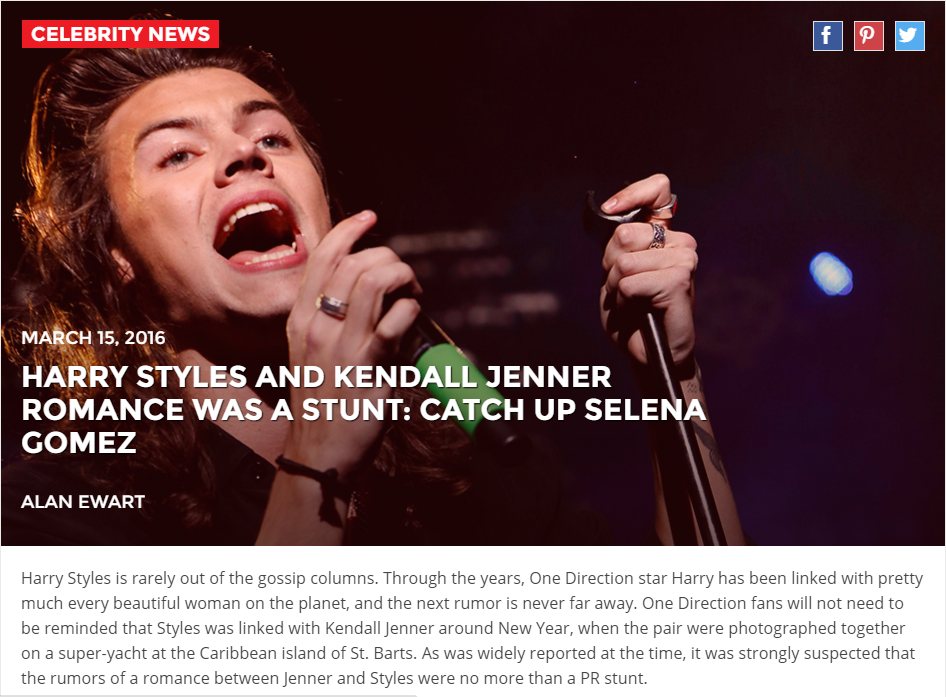 CELEBRITY NEWS
MARCH 15, 2016
HARRY STYLES AND KENDALL JENNER
ROMANCE WAS A STUNT: CATCH UP SELENA
GOMEZ
ALAN EWART
Harry Styles is rarely out of the gossip columns. Through the years, One Direction star Harry has been linked with pretty
much every beautiful woman on the planet, and the next rumor is never far away. One Direction fans will not need to
be reminded that Styles was linked with Kendall Jenner around New Year, when the pair were photographed together
on a super-yacht at the Caribbean island of St. Barts. As was widely reported at the time, it was strongly suspected that
the rumors of a romance between Jenner and Styles were no more than a PR stunt.